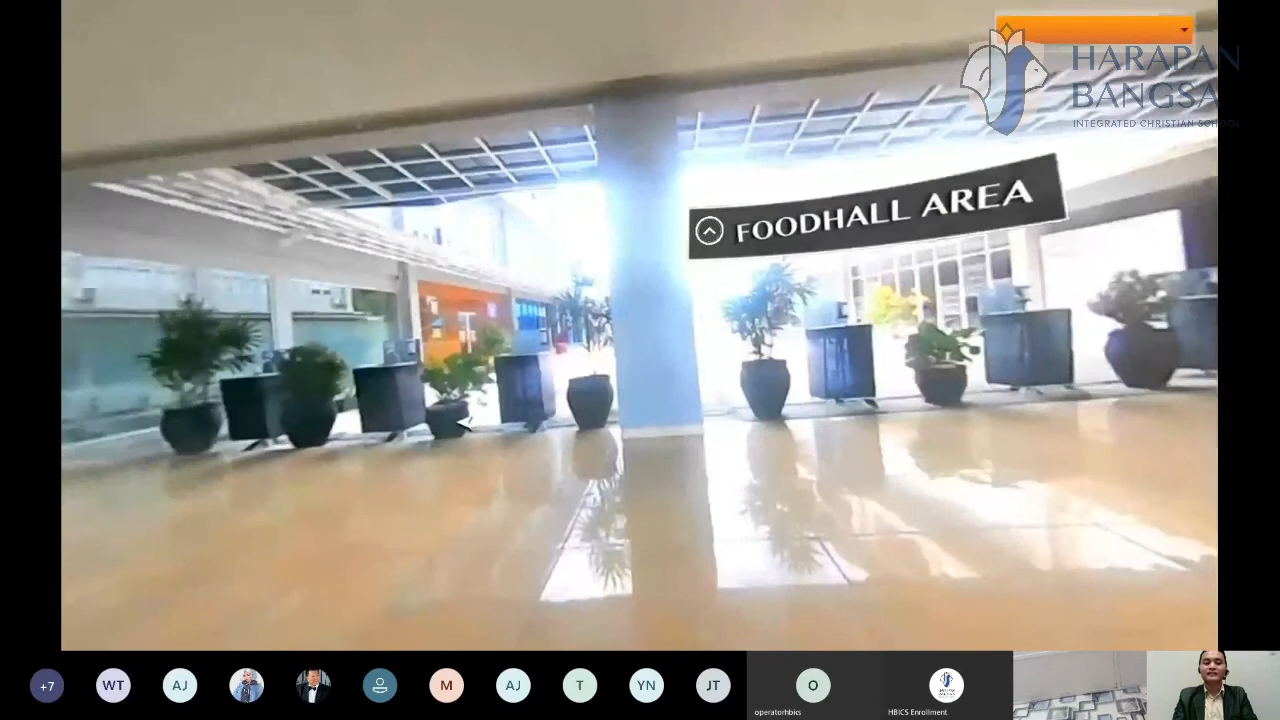 HARAPAN
BANGSA
INTEGRATED CHRISTIAN SCHOOL
FOODHALL AREA
+7
WT
AJ
M
AJ
T
YN
JT
O
operatorhbics
HBICS Enrollment